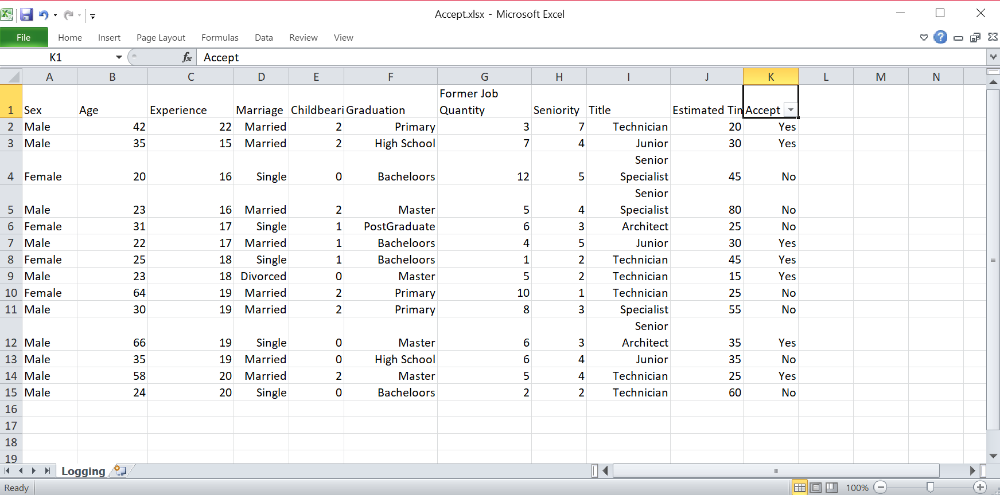 Accept.xlsx - Microsoft Excel
File Home Insert Page Layout Formulas Data Review View
K1 fx Accept
A B C D E F G H I J K L M N
1 Sex Age Experience Marriage Childbeari Graduation Former Job Quantity Seniority Title Estimated Tin Accept
2 Male 42 22 Married 2 Primary 3 7 Technician 20 Yes
3 Male 35 15 Married 2 High School 7 4 Junior 30 Yes
4 Female 20 16 Single 0 Bacheloors 12 5 Senior Specialist 45 No
5 Male 23 16 Married 2 Master 5 4 Senior Specialist 80 No
6 Female 31 17 Single 1 PostGraduate 6 3 Architect 25 No
7 Male 22 17 Married 1 Bacheloors 4 5 Junior 30 Yes
8 Female 25 18 Single 1 Bacheloors 1 2 Technician 45 Yes
9 Male 23 18 Divorced 0 Master 5 2 Technician 15 Yes
10 Female 64 19 Married 2 Primary 10 1 Technician 25 No
11 Male 30 19 Married 2 Primary 8 3 Specialist 55 No
12 Male 66 19 Single 0 Master 6 3 Senior Architect 35 Yes
13 Male 35 19 Married 0 High School 6 4 Junior 35 No
14 Male 58 20 Married 2 Master 5 4 Technician 25 Yes
15 Male 24 20 Single 0 Bacheloors 2 2 Technician 60 No
16
17
18
19
Logging
Ready 100%